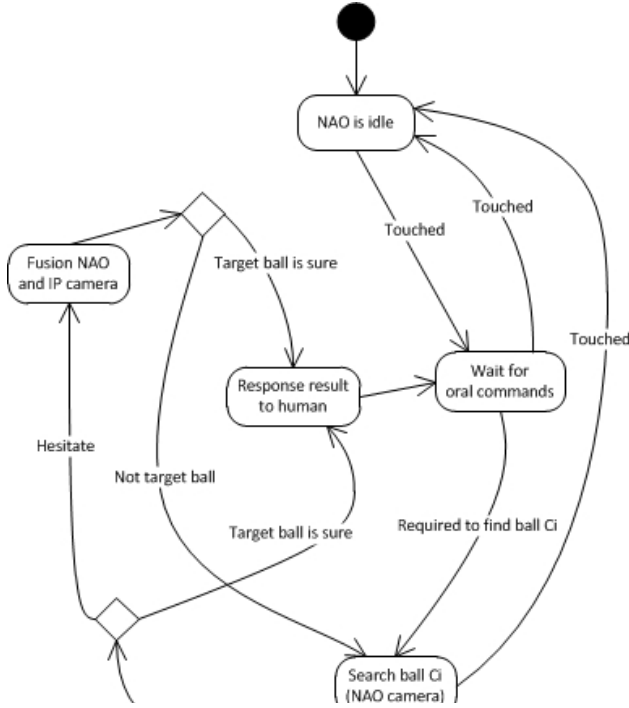 NAO is idle
Touched
Touched
Fusion NAO
and IP camera
Target ball is sure
Touched
Response result
to human
Wait for
oral commands
Hesitate
Not target ball
Target ball is sure
Required to find ball Ci
Search ball Ci
(NAO camera)